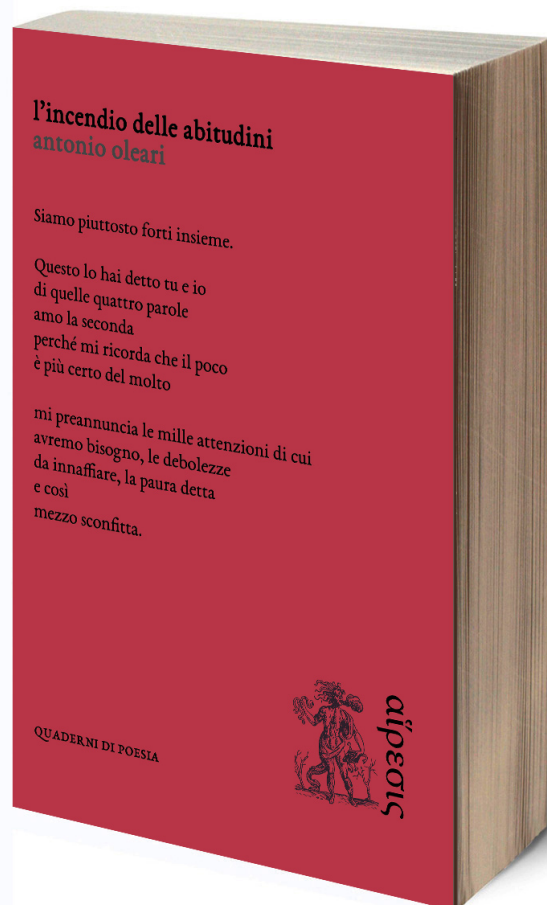 l'incendio delle abitudini
antonio oleari
Siamo piuttosto forti insieme.
Questo lo hai detto tu e io
di quelle quattro parole
amo la seconda
perché mi ricorda che il poco
è più certo del molto
mi preannuncia le mille attenzioni di cui
avremo bisogno, le debolezze
da innaffiare, la paura detta
e così
mezzo sconfitta.
QUADERNI DI POESIA
αἵρεσις